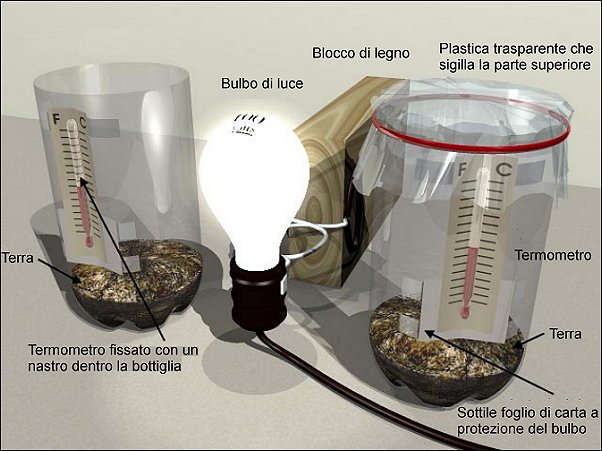 Blocco di legno
Plastica trasparente che
sigilla la parte superiore
Bulbo di luce
100
F C
F C
Terra
Termometro
Terra
Termometro fissato con un
nastro dentro la bottiglia
Sottile foglio di carta a
protezione del bulbo